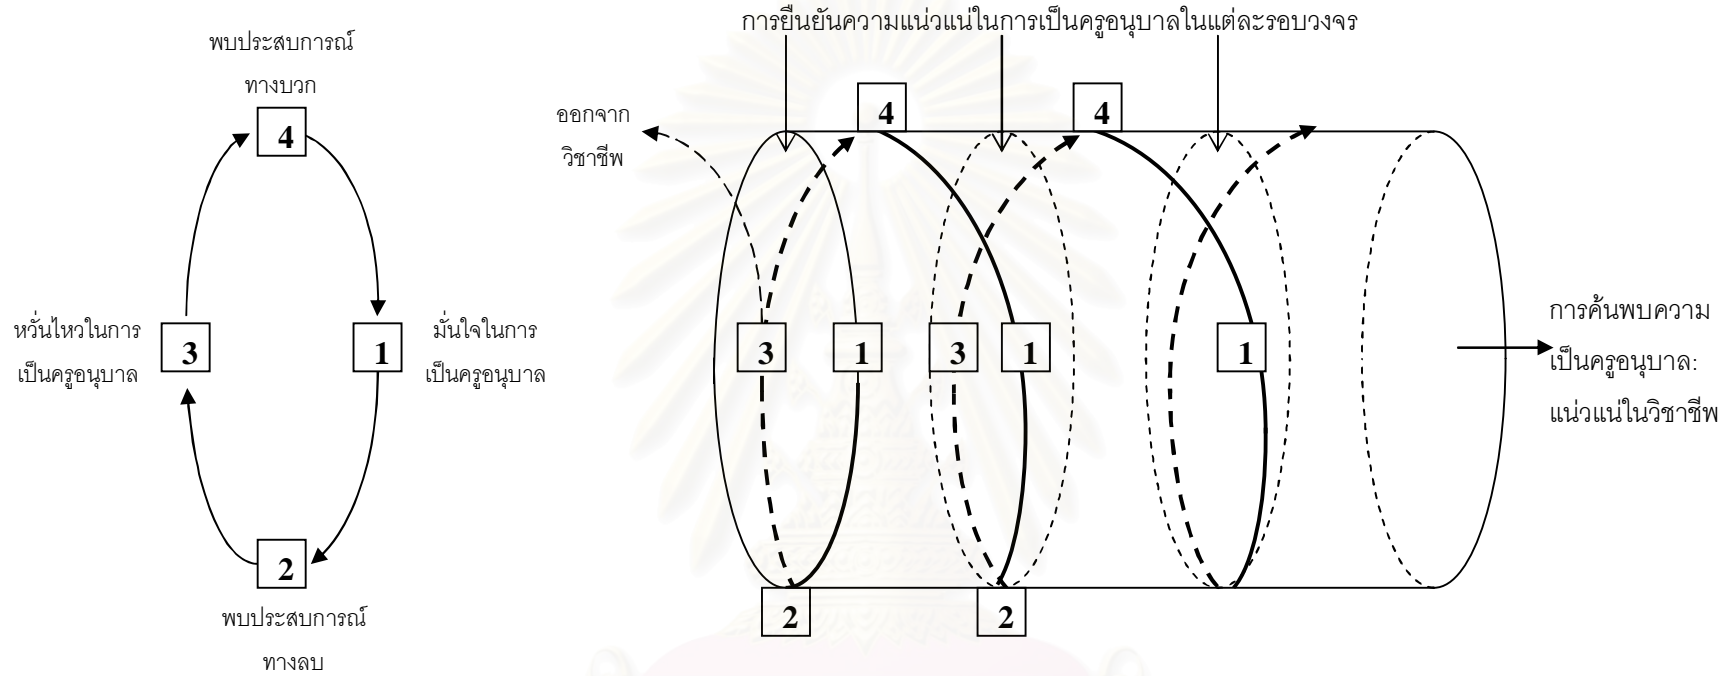 การยืนยันความแน่วแน่ในการเป็นครูอนุบาลในแต่ละรอบวงจร
พบประสบการณ์
ทางบวก
4
หวั่นไหวในการ
เป็นครูอนุบาล
3
1
มั่นใจในการ
เป็นครูอนุบาล
2
พบประสบการณ์
ทางลบ
ออกจาก
วิชาชีพ
4
4
3
1
3
1
1
2
2
การค้นพบความ
เป็นครูอนุบาล:
แน่วแน่ในวิชาชีพ